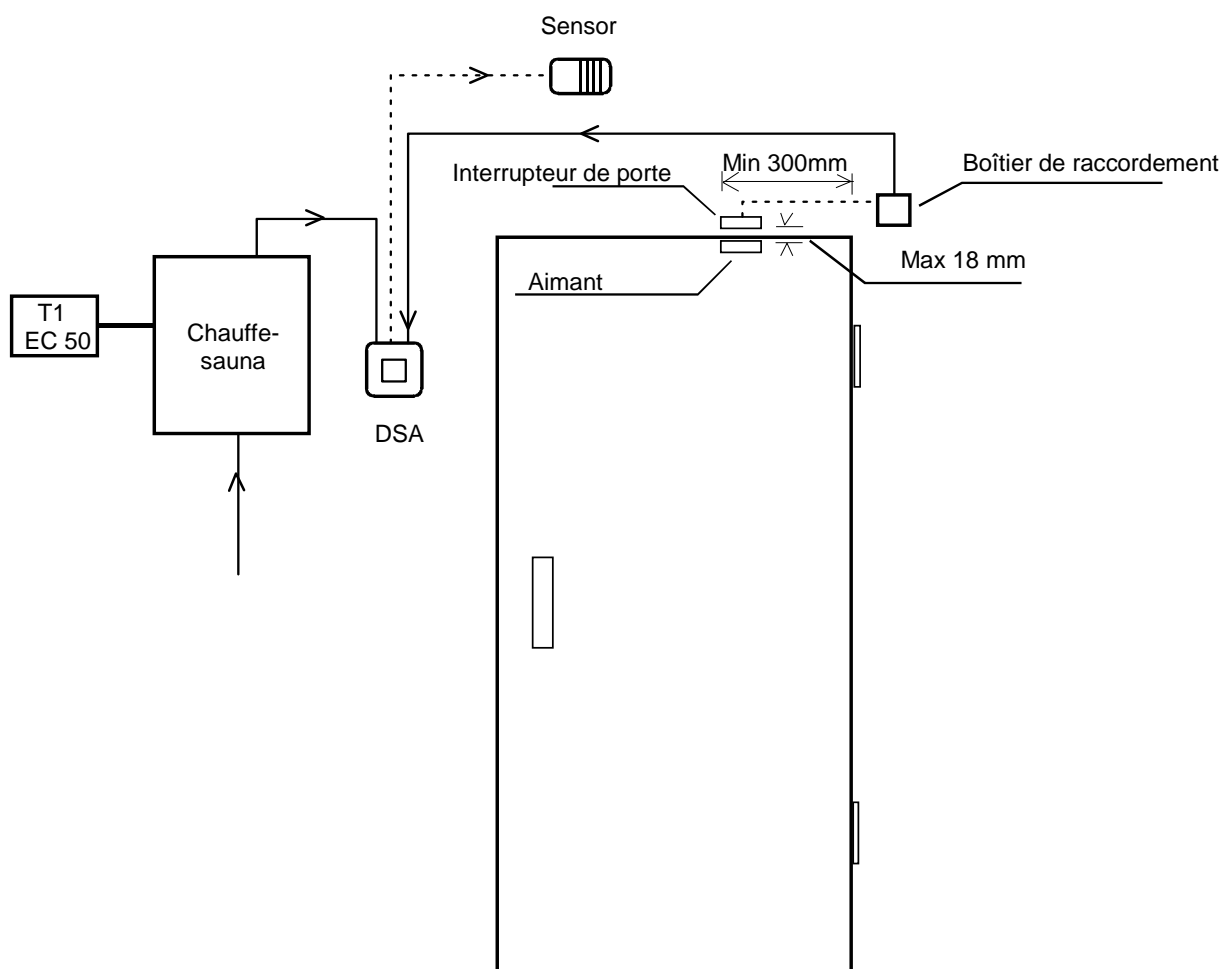 Sensor
Min 300mm
Boîtier de raccordement
Interrupteur de porte
Max 18 mm
Aimant
T1
EC 50
Chauffe-
sauna
DSA